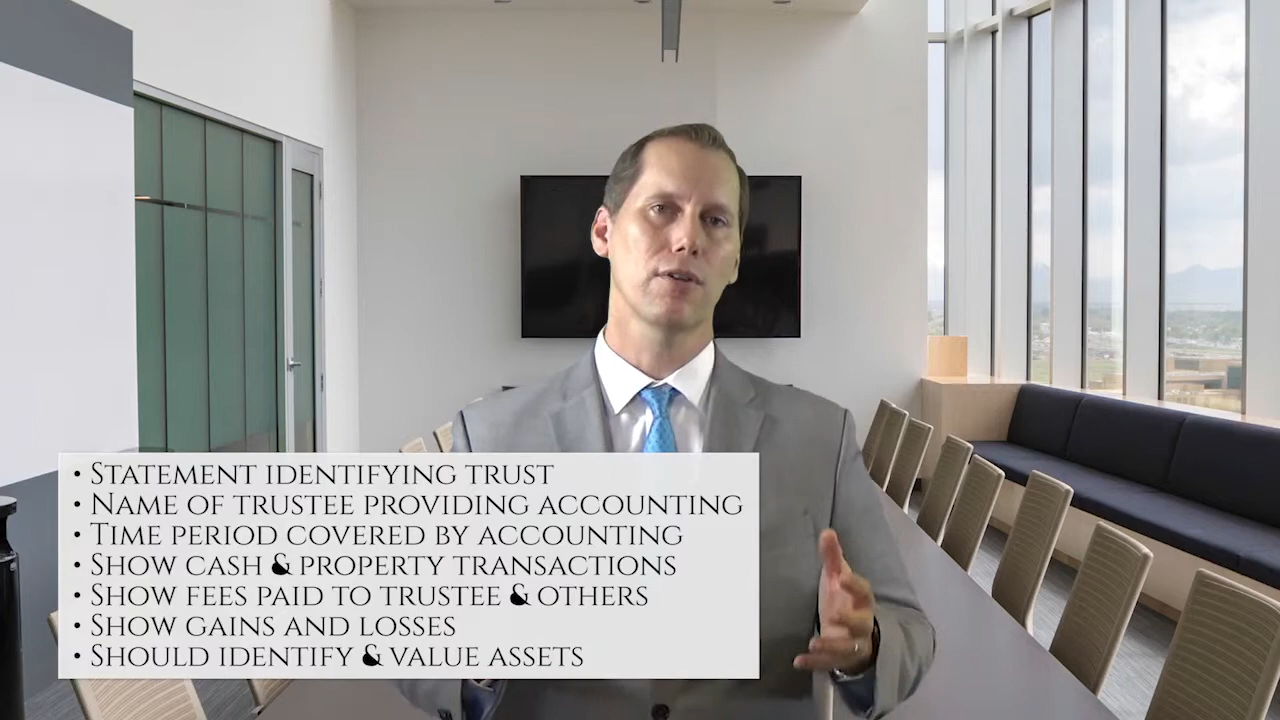 • Statement identifying trust
• Name of trustee providing accounting
• Time period covered by accounting
• Show cash & property transactions
• Show fees paid to trustee & others
• Show gains and losses
• Should identify & value assets